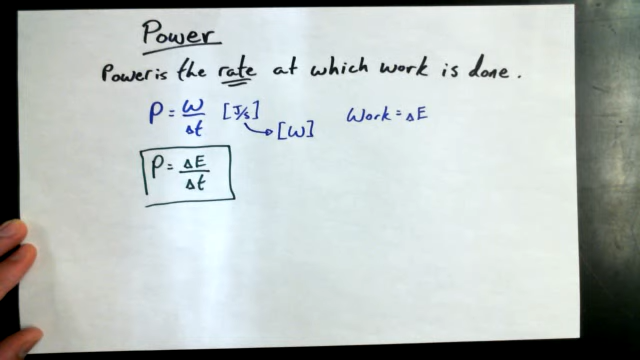 Power
Power is the rate at which work is done.
P = W/Δt [J/s] Work = ΔE
→ [W]
P = ΔE/Δt